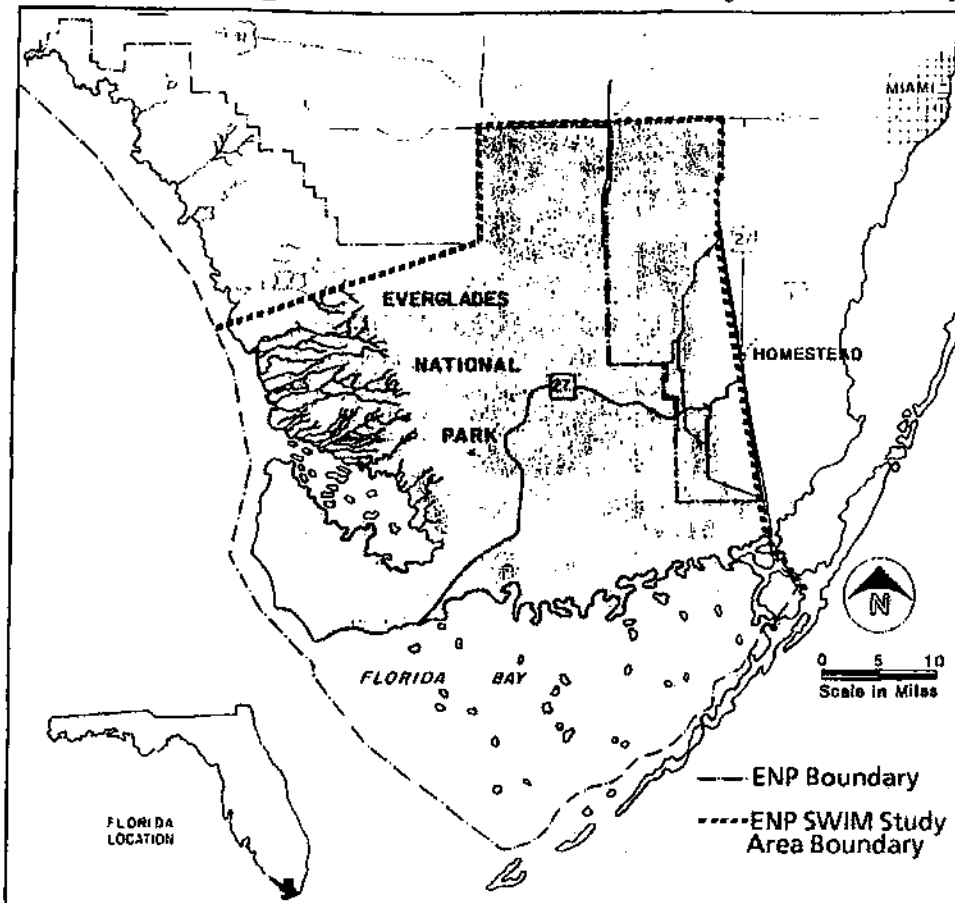 MIAMI
EVERGLADES
NATIONAL
PARK
27
27
HOMESTEAD
N
0 5 10
Scale in Miles
FLORIDA BAY
FLORIDA
LOCATION
ENP Boundary
ENP SWIM Study
Area Boundary